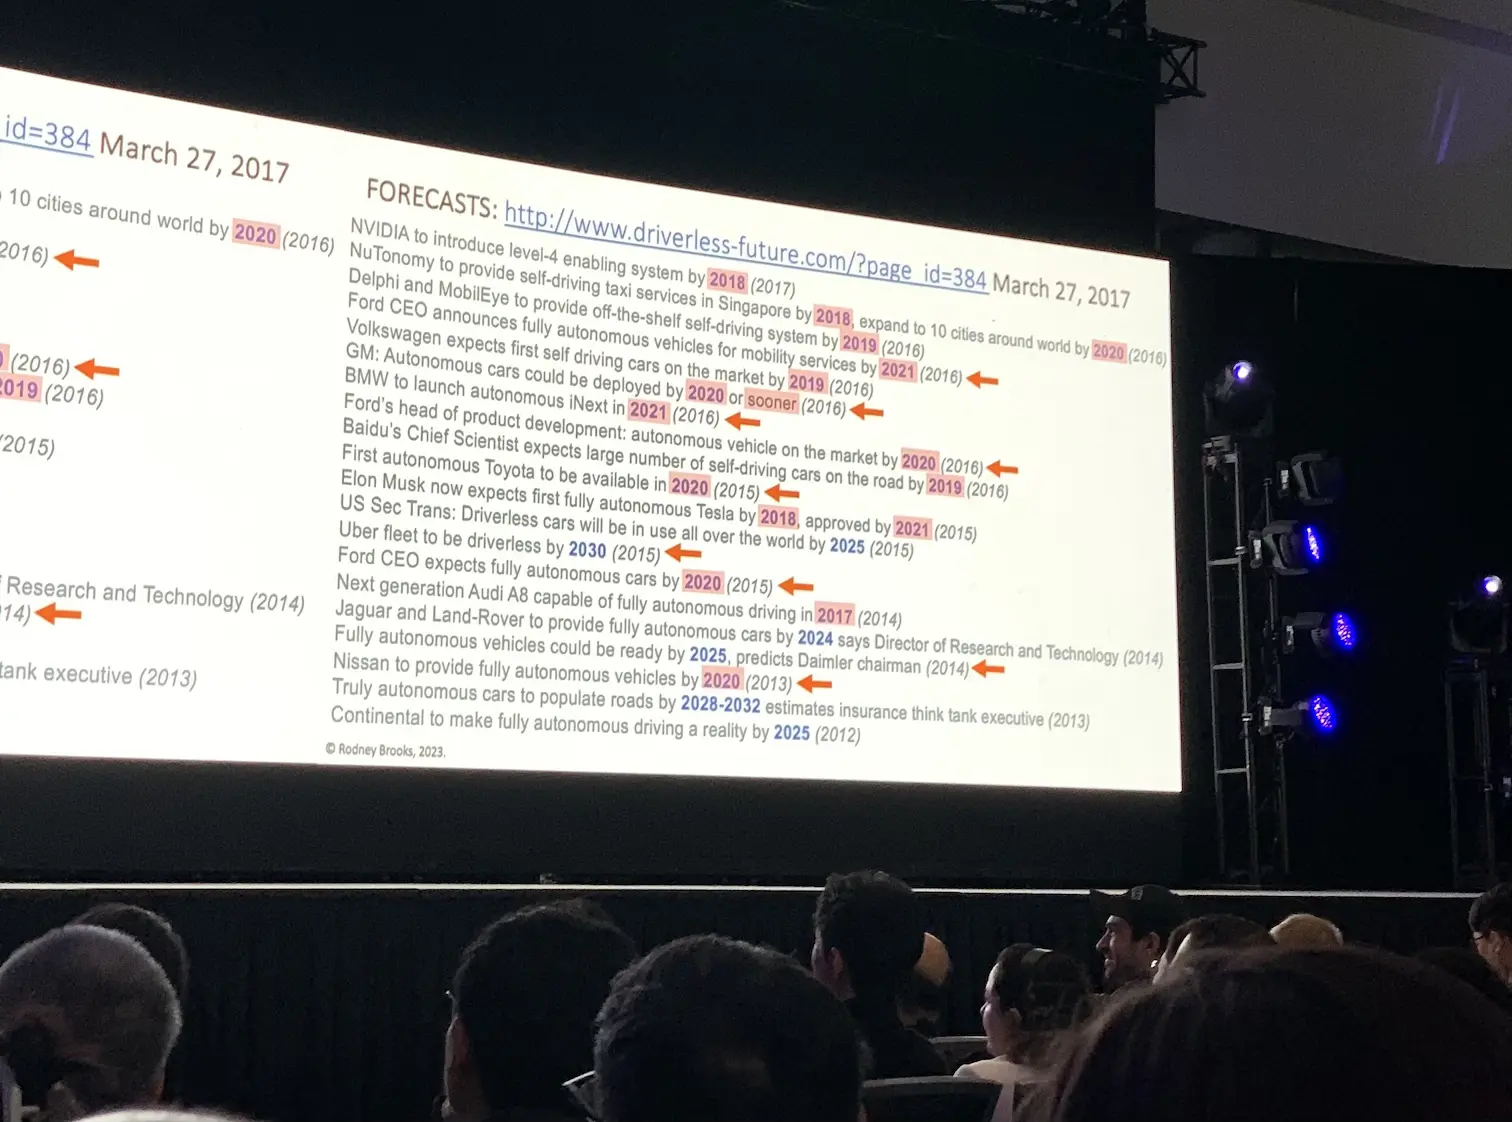 id=384 March 27, 2017
10 cities around world by 2020 (2016)
2016)
(2016)
2019 (2016)
(2015)
Research and Technology (2014)
14)
tank executive (2013)
FORECASTS: http://www.driverless-future.com/?page_id=384 March 27, 2017
NVIDIA to introduce level-4 enabling system by 2018 (2017)
NuTonomy to provide self-driving taxi services in Singapore by 2018, expand to 10 cities around world by 2020 (2016)
Delphi and MobilEye to provide off-the-shelf self-driving system by 2019 (2016)
Ford CEO announces fully autonomous vehicles for mobility services by 2021 (2016)
Volkswagen expects first self driving cars on the market by 2019 (2016)
GM: Autonomous cars could be deployed by 2020 or sooner (2016)
BMW to launch autonomous iNext in 2021 (2016)
Ford's head of product development: autonomous vehicle on the market by 2020 (2016)
Baidu's Chief Scientist expects large number of self-driving cars on the road by 2019 (2016)
First autonomous Toyota to be available in 2020 (2015)
Elon Musk now expects first fully autonomous Tesla by 2018, approved by 2021 (2015)
US Sec Trans: Driverless cars will be in use all over the world by 2025 (2015)
Uber fleet to be driverless by 2030 (2015)
Ford CEO expects fully autonomous cars by 2020 (2015)
Next generation Audi A8 capable of fully autonomous driving in 2017 (2014)
Jaguar and Land-Rover to provide fully autonomous cars by 2024 says Director of Research and Technology (2014)
Fully autonomous vehicles could be ready by 2025, predicts Daimler chairman (2014)
Nissan to provide fully autonomous vehicles by 2020 (2013)
Truly autonomous cars to populate roads by 2028-2032 estimates insurance think tank executive (2013)
Continental to make fully autonomous driving a reality by 2025 (2012)
© Rodney Brooks, 2023.